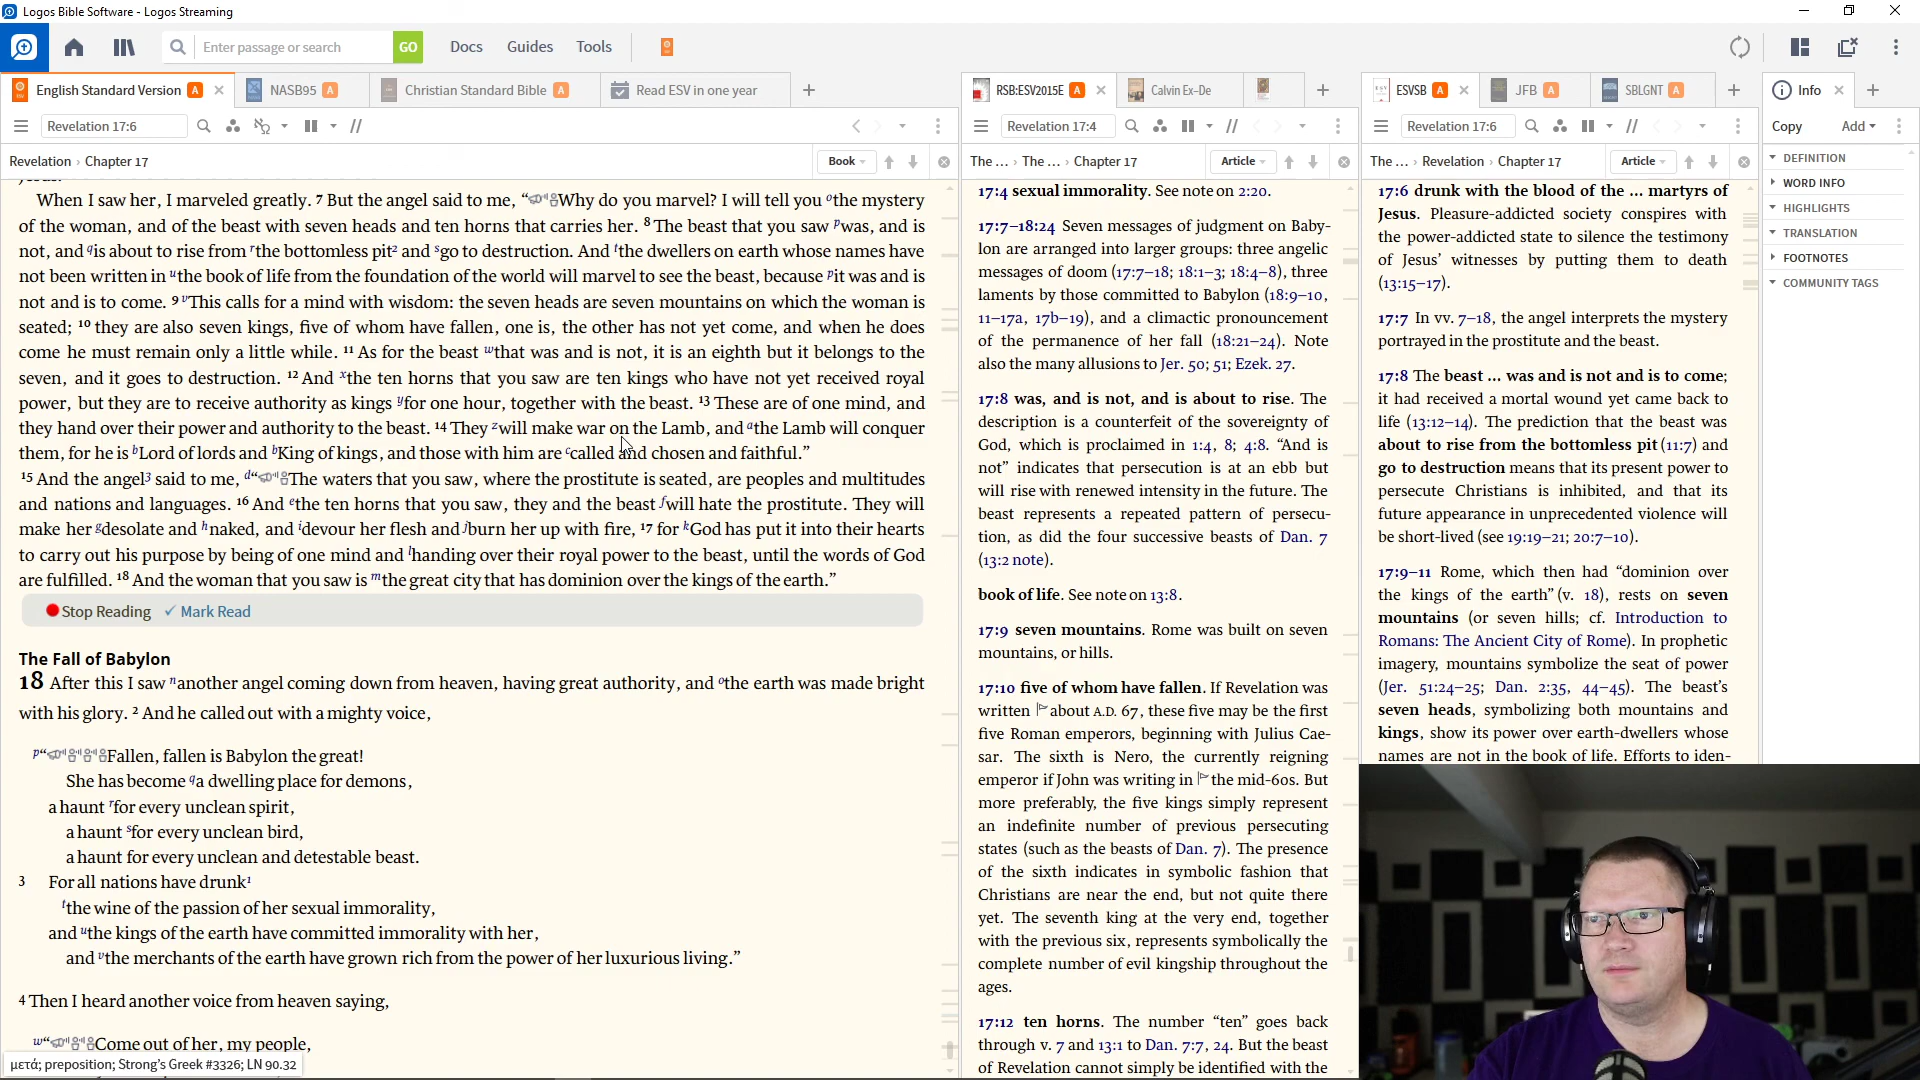 Logos Bible Software - Logos Streaming
Enter passage or search
GO
Docs
Guides
Tools
English Standard Version A
NASB95 A
Christian Standard Bible A
Read ESV in one year
Revelation 17:6
Revelation › Chapter 17
Book
When I saw her, I marveled greatly. 7 But the angel said to me, “Why do you marvel? I will tell you othe mystery
of the woman, and of the beast with seven heads and ten horns that carries her. 8 The beast that you saw pwas, and is
not, and qis about to rise from rthe bottomless pit2 and sgo to destruction. And tthe dwellers on earth whose names have
not been written in uthe book of life from the foundation of the world will marvel to see the beast, because pit was and is
not and is to come. 9 vThis calls for a mind with wisdom: the seven heads are seven mountains on which the woman is
seated; 10 they are also seven kings, five of whom have fallen, one is, the other has not yet come, and when he does
come he must remain only a little while. 11 As for the beast wthat was and is not, it is an eighth but it belongs to the
seven, and it goes to destruction. 12 And xthe ten horns that you saw are ten kings who have not yet received royal
power, but they are to receive authority as kings yfor one hour, together with the beast. 13 These are of one mind, and
they hand over their power and authority to the beast. 14 They zwill make war on the Lamb, and athe Lamb will conquer
them, for he is bLord of lords and bKing of kings, and those with him are ccalled and chosen and faithful.”
15 And the angel3 said to me, d“The waters that you saw, where the prostitute is seated, are peoples and multitudes
and nations and languages. 16 And ethe ten horns that you saw, they and the beast fwill hate the prostitute. They will
make her gdesolate and hnaked, and idevour her flesh and jburn her up with fire, 17 for kGod has put it into their hearts
to carry out his purpose by being of one mind and lhanding over their royal power to the beast, until the words of God
are fulfilled. 18 And the woman that you saw is mthe great city that has dominion over the kings of the earth.”
Stop Reading ✓ Mark Read
The Fall of Babylon
18 After this I saw nanother angel coming down from heaven, having great authority, and othe earth was made bright
with his glory. 2 And he called out with a mighty voice,
p“Fallen, fallen is Babylon the great!
She has become qa dwelling place for demons,
a haunt rfor every unclean spirit,
a haunt sfor every unclean bird,
a haunt for every unclean and detestable beast.
3 For all nations have drunk1
tthe wine of the passion of her sexual immorality,
and uthe kings of the earth have committed immorality with her,
and vthe merchants of the earth have grown rich from the power of her luxurious living.”
4 Then I heard another voice from heaven saying,
w“Come out of her, my people,
μετά; preposition; Strong’s Greek #3326; LN 90.32
RSB:ESV2015E A
Calvin Ex–De
Revelation 17:4
The ... › The ... › Chapter 17
Article
17:4 sexual immorality. See note on 2:20.
17:7–18:24 Seven messages of judgment on Baby-
lon are arranged into larger groups: three angelic
messages of doom (17:7–18; 18:1–3; 18:4–8), three
laments by those committed to Babylon (18:9–10,
11–17a, 17b–19), and a climactic pronouncement
of the permanence of her fall (18:21–24). Note
also the many allusions to Jer. 50; 51; Ezek. 27.
17:8 was, and is not, and is about to rise. The
description is a counterfeit of the sovereignty of
God, which is proclaimed in 1:4, 8; 4:8. “And is
not” indicates that persecution is at an ebb but
will rise with renewed intensity in the future. The
beast represents a repeated pattern of persecu-
tion, as did the four successive beasts of Dan. 7
(13:2 note).
book of life. See note on 13:8.
17:9 seven mountains. Rome was built on seven
mountains, or hills.
17:10 five of whom have fallen. If Revelation was
written about A.D. 67, these five may be the first
five Roman emperors, beginning with Julius Cae-
sar. The sixth is Nero, the currently reigning
emperor if John was writing in the mid-60s. But
more preferably, the five kings simply represent
an indefinite number of previous persecuting
states (such as the beasts of Dan. 7). The presence
of the sixth indicates in symbolic fashion that
Christians are near the end, but not quite there
yet. The seventh king at the very end, together
with the previous six, represents symbolically the
complete number of evil kingship throughout the
ages.
17:12 ten horns. The number “ten” goes back
through v. 7 and 13:1 to Dan. 7:7, 24. But the beast
of Revelation cannot simply be identified with the
ESVSB A
JFB A
SBLGNT A
Revelation 17:6
The ... › Revelation › Chapter 17
Article
17:6 drunk with the blood of the ... martyrs of
Jesus. Pleasure-addicted society conspires with
the power-addicted state to silence the testimony
of Jesus’ witnesses by putting them to death
(13:15–17).
17:7 In vv. 7–18, the angel interprets the mystery
portrayed in the prostitute and the beast.
17:8 The beast ... was and is not and is to come;
it had received a mortal wound yet came back to
life (13:12–14). The prediction that the beast was
about to rise from the bottomless pit (11:7) and
go to destruction means that its present power to
persecute Christians is inhibited, and that its
future appearance in unprecedented violence will
be short-lived (see 19:19–21; 20:7–10).
17:9–11 Rome, which then had “dominion over
the kings of the earth” (v. 18), rests on seven
mountains (or seven hills; cf. Introduction to
Romans: The Ancient City of Rome). In prophetic
imagery, mountains symbolize the seat of power
(Jer. 51:24–25; Dan. 2:35, 44–45). The beast’s
seven heads, symbolizing both mountains and
kings, show its power over earth-dwellers whose
names are not in the book of life. Efforts to iden-
Info
Copy
Add
DEFINITION
WORD INFO
HIGHLIGHTS
TRANSLATION
FOOTNOTES
COMMUNITY TAGS